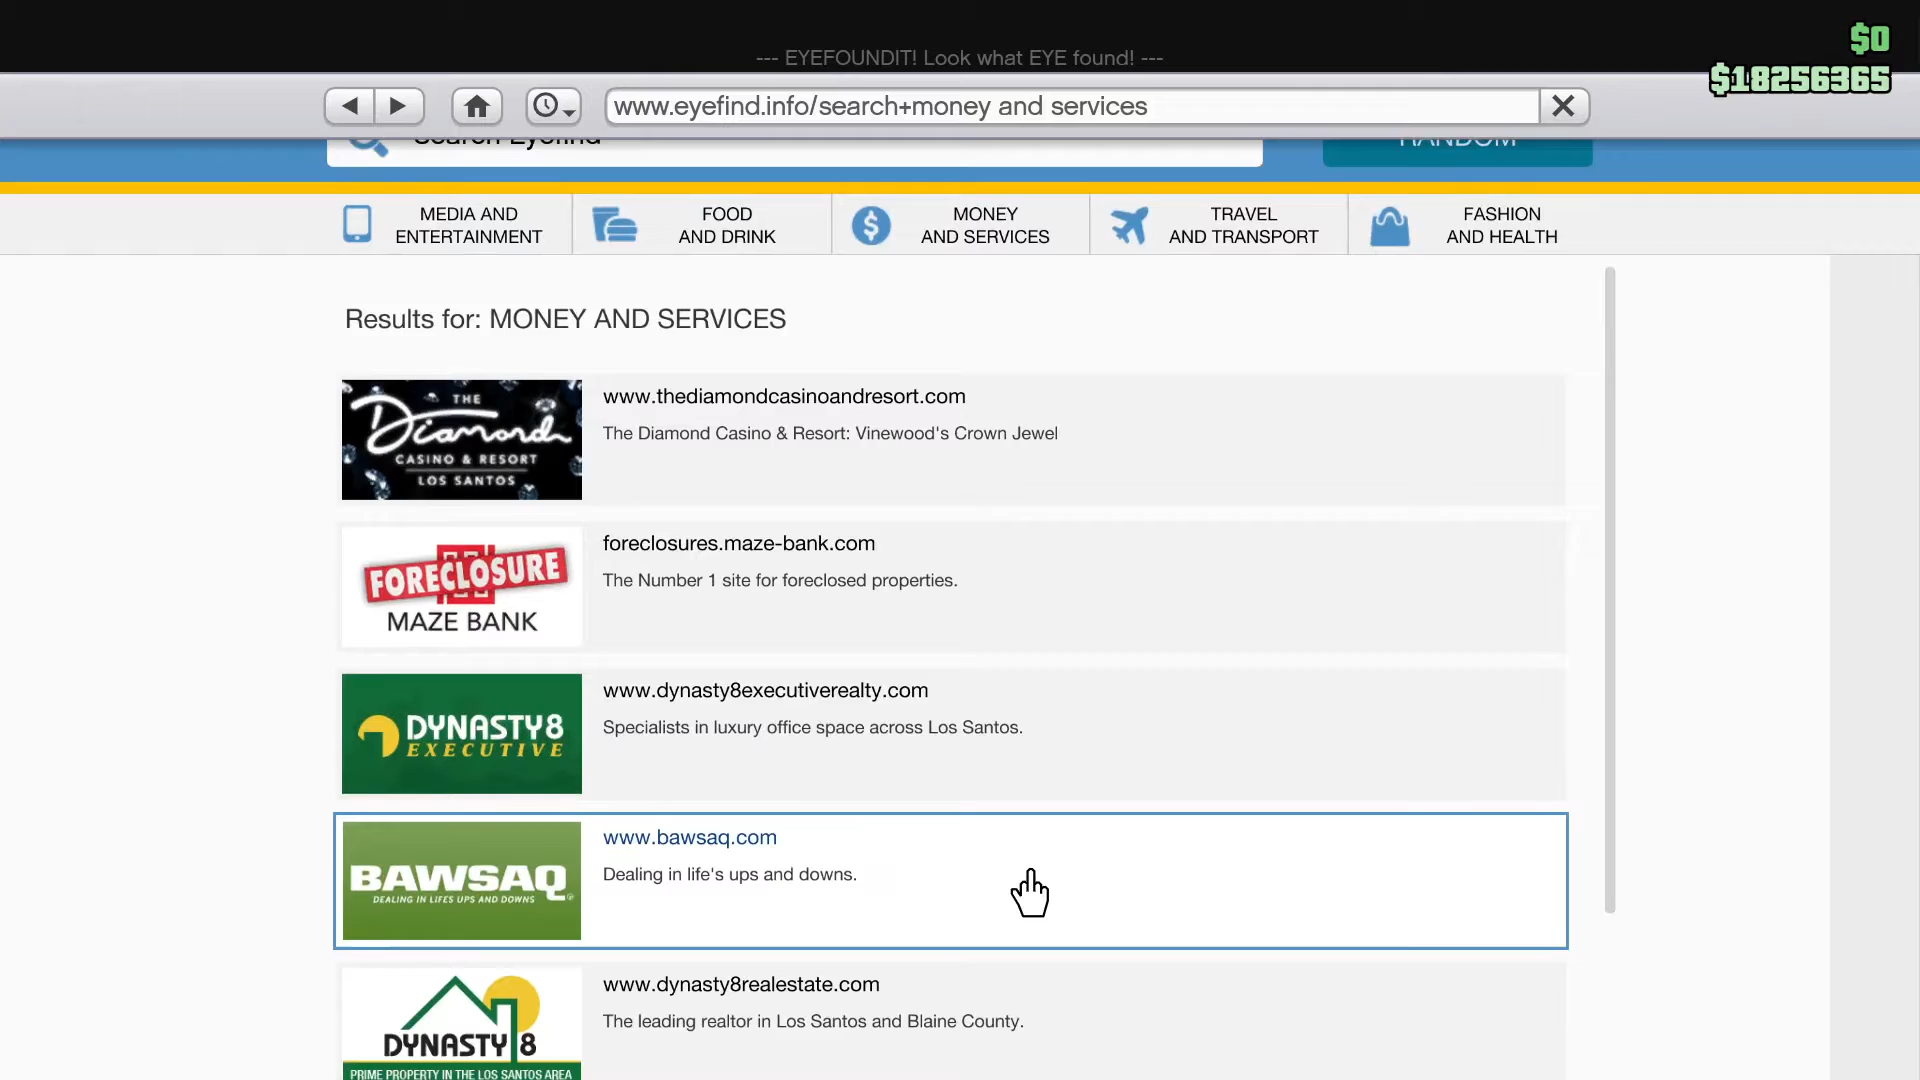 $0
--- EYEFOUNDIT! Look what EYE found! ---
$18256365
www.eyefind.info/search+money and services
Search Eyefind
RANDOM
MEDIA AND
ENTERTAINMENT
FOOD
AND DRINK
MONEY
AND SERVICES
TRAVEL
AND TRANSPORT
FASHION
AND HEALTH
Results for: MONEY AND SERVICES
THE
Diamond
CASINO & RESORT
LOS SANTOS
www.thediamondcasinoandresort.com
The Diamond Casino & Resort: Vinewood's Crown Jewel
FORECLOSURE
MAZE BANK
foreclosures.maze-bank.com
The Number 1 site for foreclosed properties.
DYNASTY8
EXECUTIVE
www.dynasty8executiverealty.com
Specialists in luxury office space across Los Santos.
BAWSAQ
DEALING IN LIFES UPS AND DOWNS
www.bawsaq.com
Dealing in life's ups and downs.
DYNASTY 8
PRIME PROPERTY IN THE LOS SANTOS AREA
www.dynasty8realestate.com
The leading realtor in Los Santos and Blaine County.